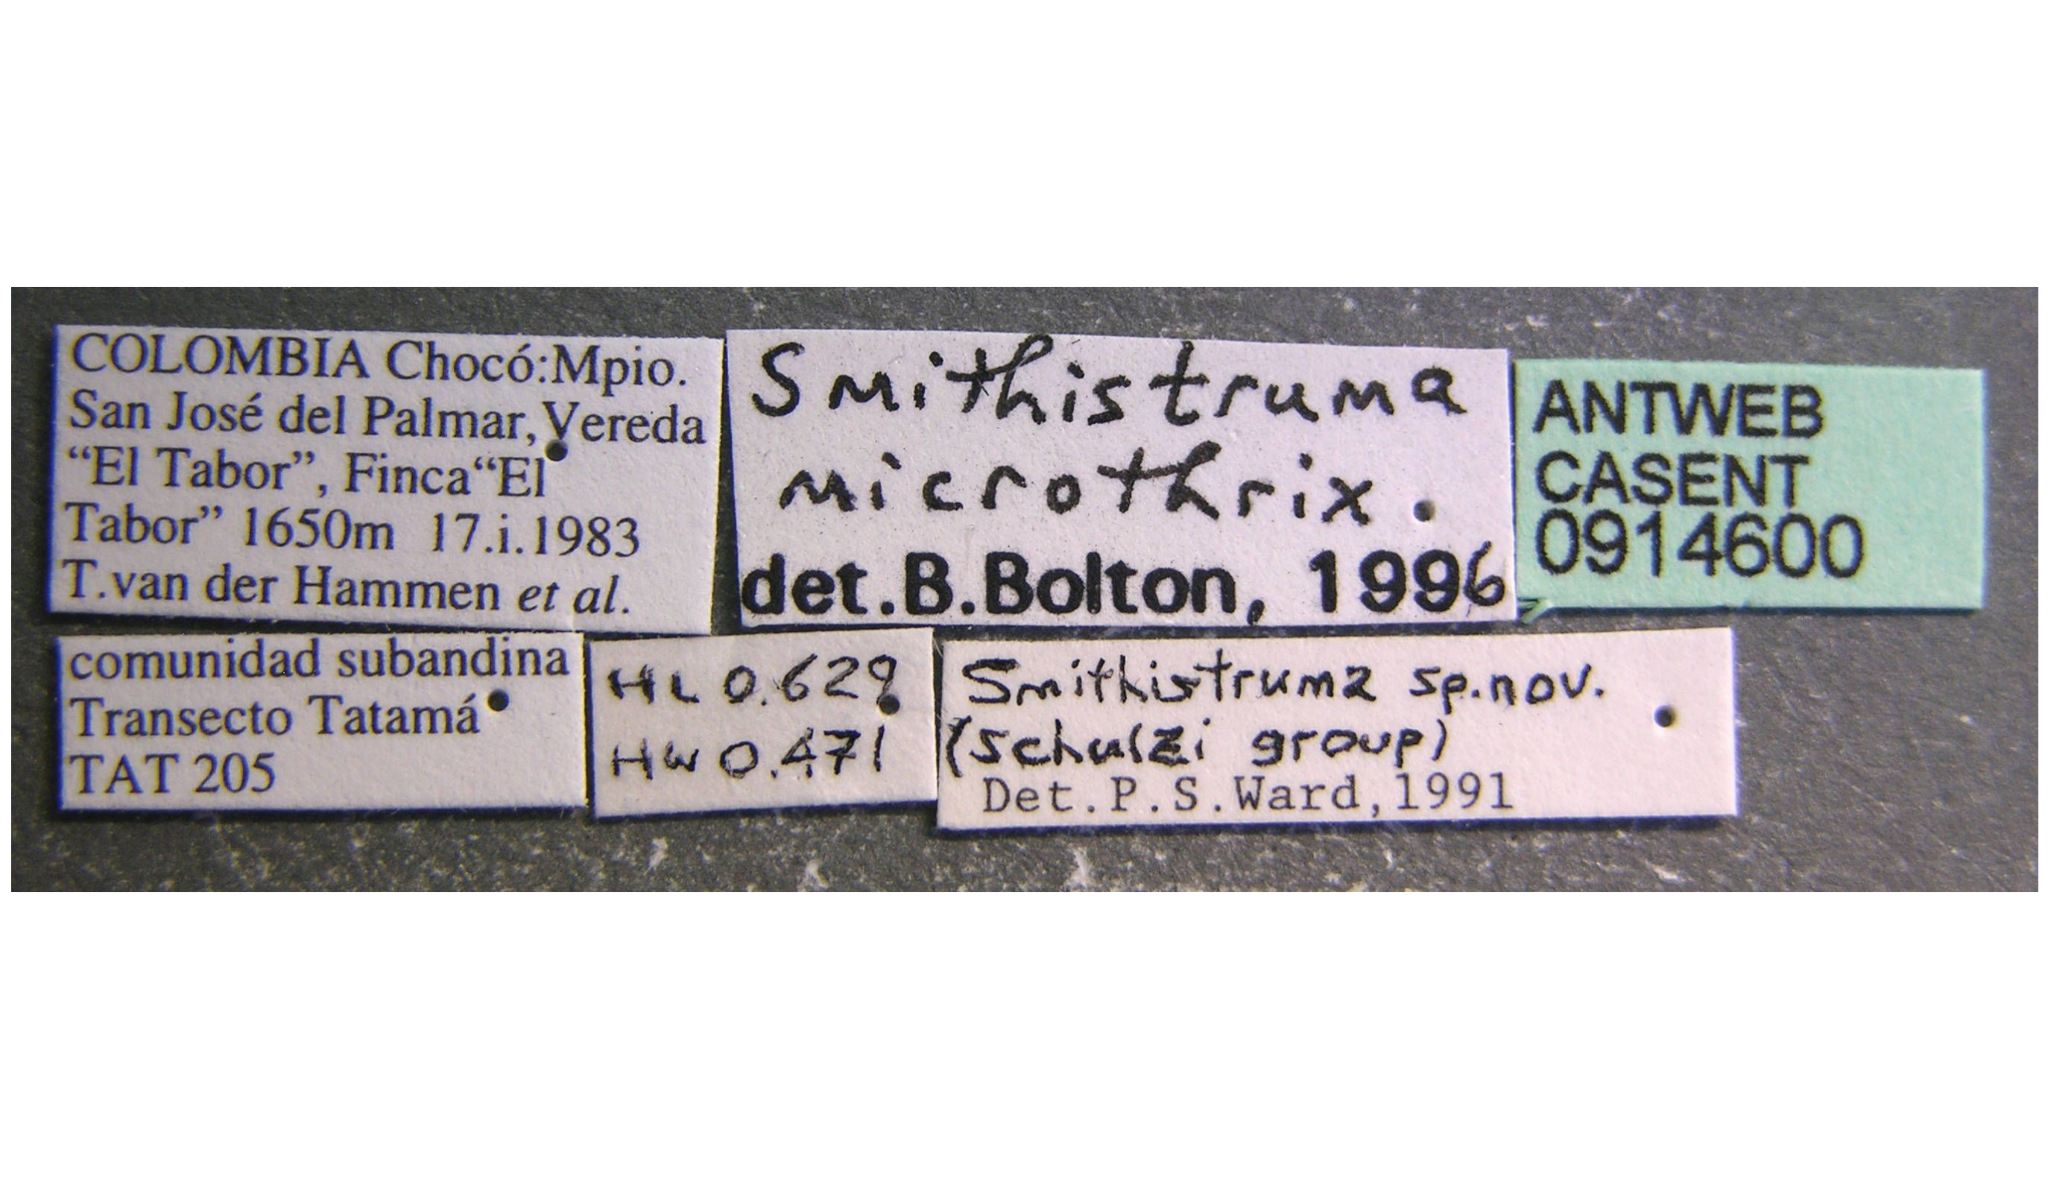 COLOMBIA Chocó:Mpio.
San José del Palmar,Vereda
“El Tabor”, Finca“El
Tabor” 1650m 17.i.1983
T.van der Hammen et al.
Smithistruma
microthrix.
det.B.Bolton, 1996
ANTWEB
CASENT
0914600
comunidad subandina
Transecto Tatamá
TAT 205
HL 0.629
HW 0.471
Smithistruma sp.nov.
(schulzi group)
Det.P.S.Ward,1991